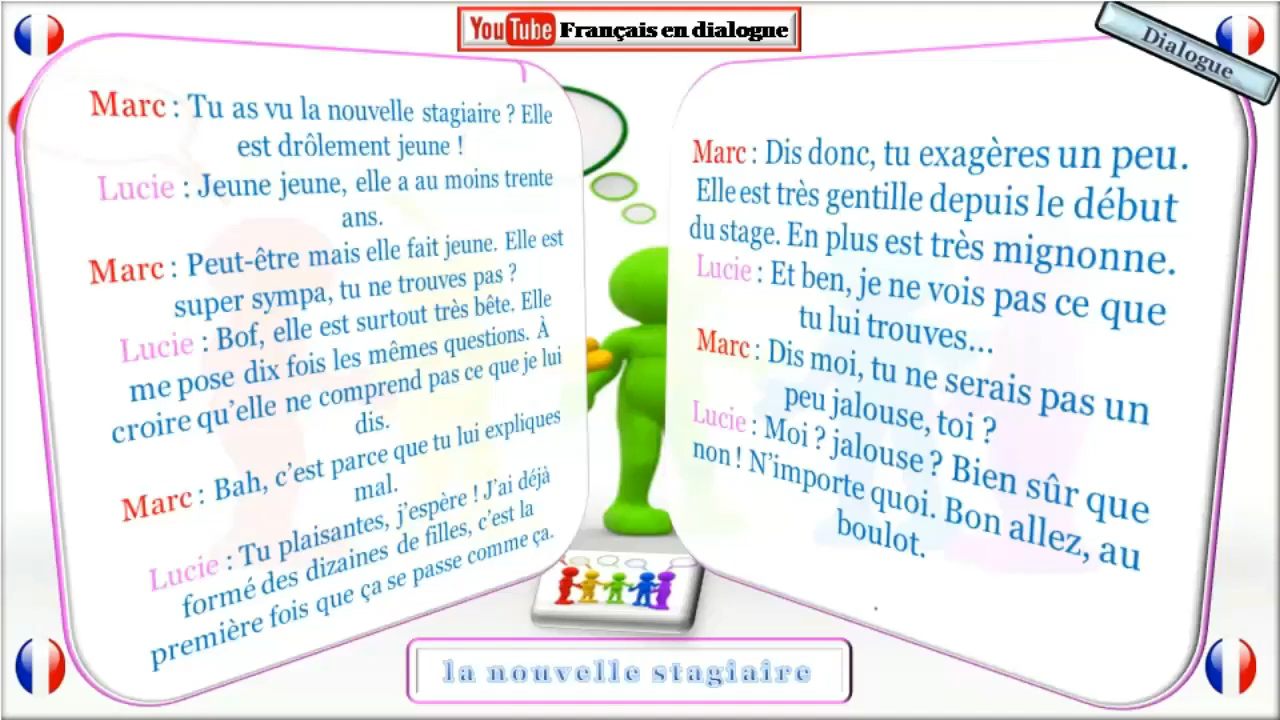 YouTube Français en dialogue
Dialogue
Marc : Tu as vu la nouvelle stagiaire ? Elle
est drôlement jeune !
Lucie : Jeune jeune, elle a au moins trente
ans.
Marc : Peut-être mais elle fait jeune. Elle est
super sympa, tu ne trouves pas ?
Lucie : Bof, elle est surtout très bête. Elle
me pose dix fois les mêmes questions. À
croire qu’elle ne comprend pas ce que je lui
dis.
Marc : Bah, c’est parce que tu lui expliques
mal.
Lucie : Tu plaisantes, j’espère ! J’ai déjà
formé des dizaines de filles, c’est la
première fois que ça se passe comme ça.
Marc : Dis donc, tu exagères un peu.
Elle est très gentille depuis le début
du stage. En plus est très mignonne.
Lucie : Et ben, je ne vois pas ce que
tu lui trouves...
Marc : Dis moi, tu ne serais pas un
peu jalouse, toi ?
Lucie : Moi ? jalouse ? Bien sûr que
non ! N’importe quoi. Bon allez, au
boulot.
la nouvelle stagiaire